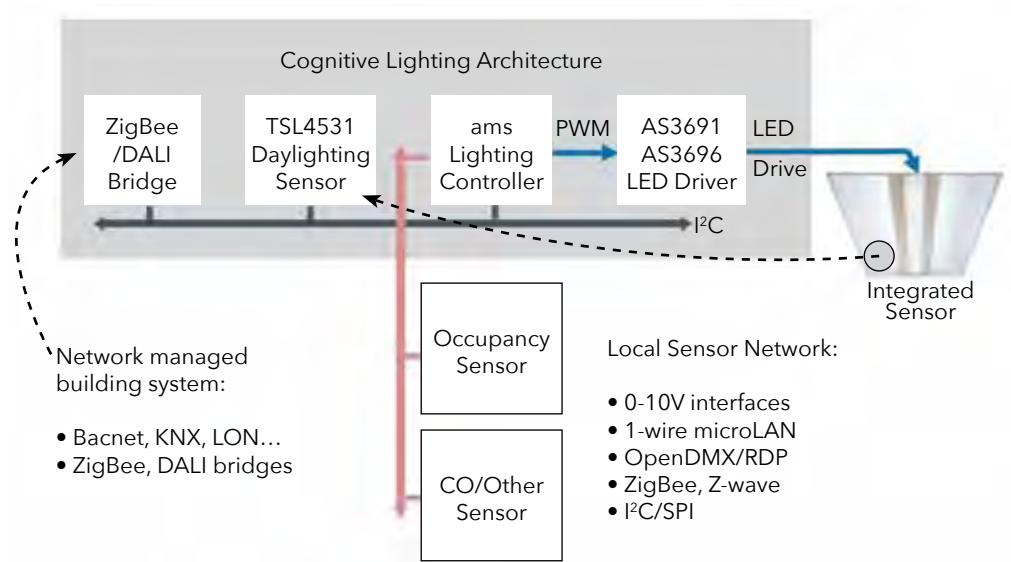 Cognitive Lighting Architecture
ZigBee
/DALI
Bridge
TSL4531
Daylighting
Sensor
ams
Lighting
Controller
PWM
AS3691
AS3696
LED Driver
LED
Drive
I²C
Integrated
Sensor
Occupancy
Sensor
CO/Other
Sensor
Network managed
building system:
• Bacnet, KNX, LON…
• ZigBee, DALI bridges
Local Sensor Network:
• 0-10V interfaces
• 1-wire microLAN
• OpenDMX/RDP
• ZigBee, Z-wave
• I²C/SPI